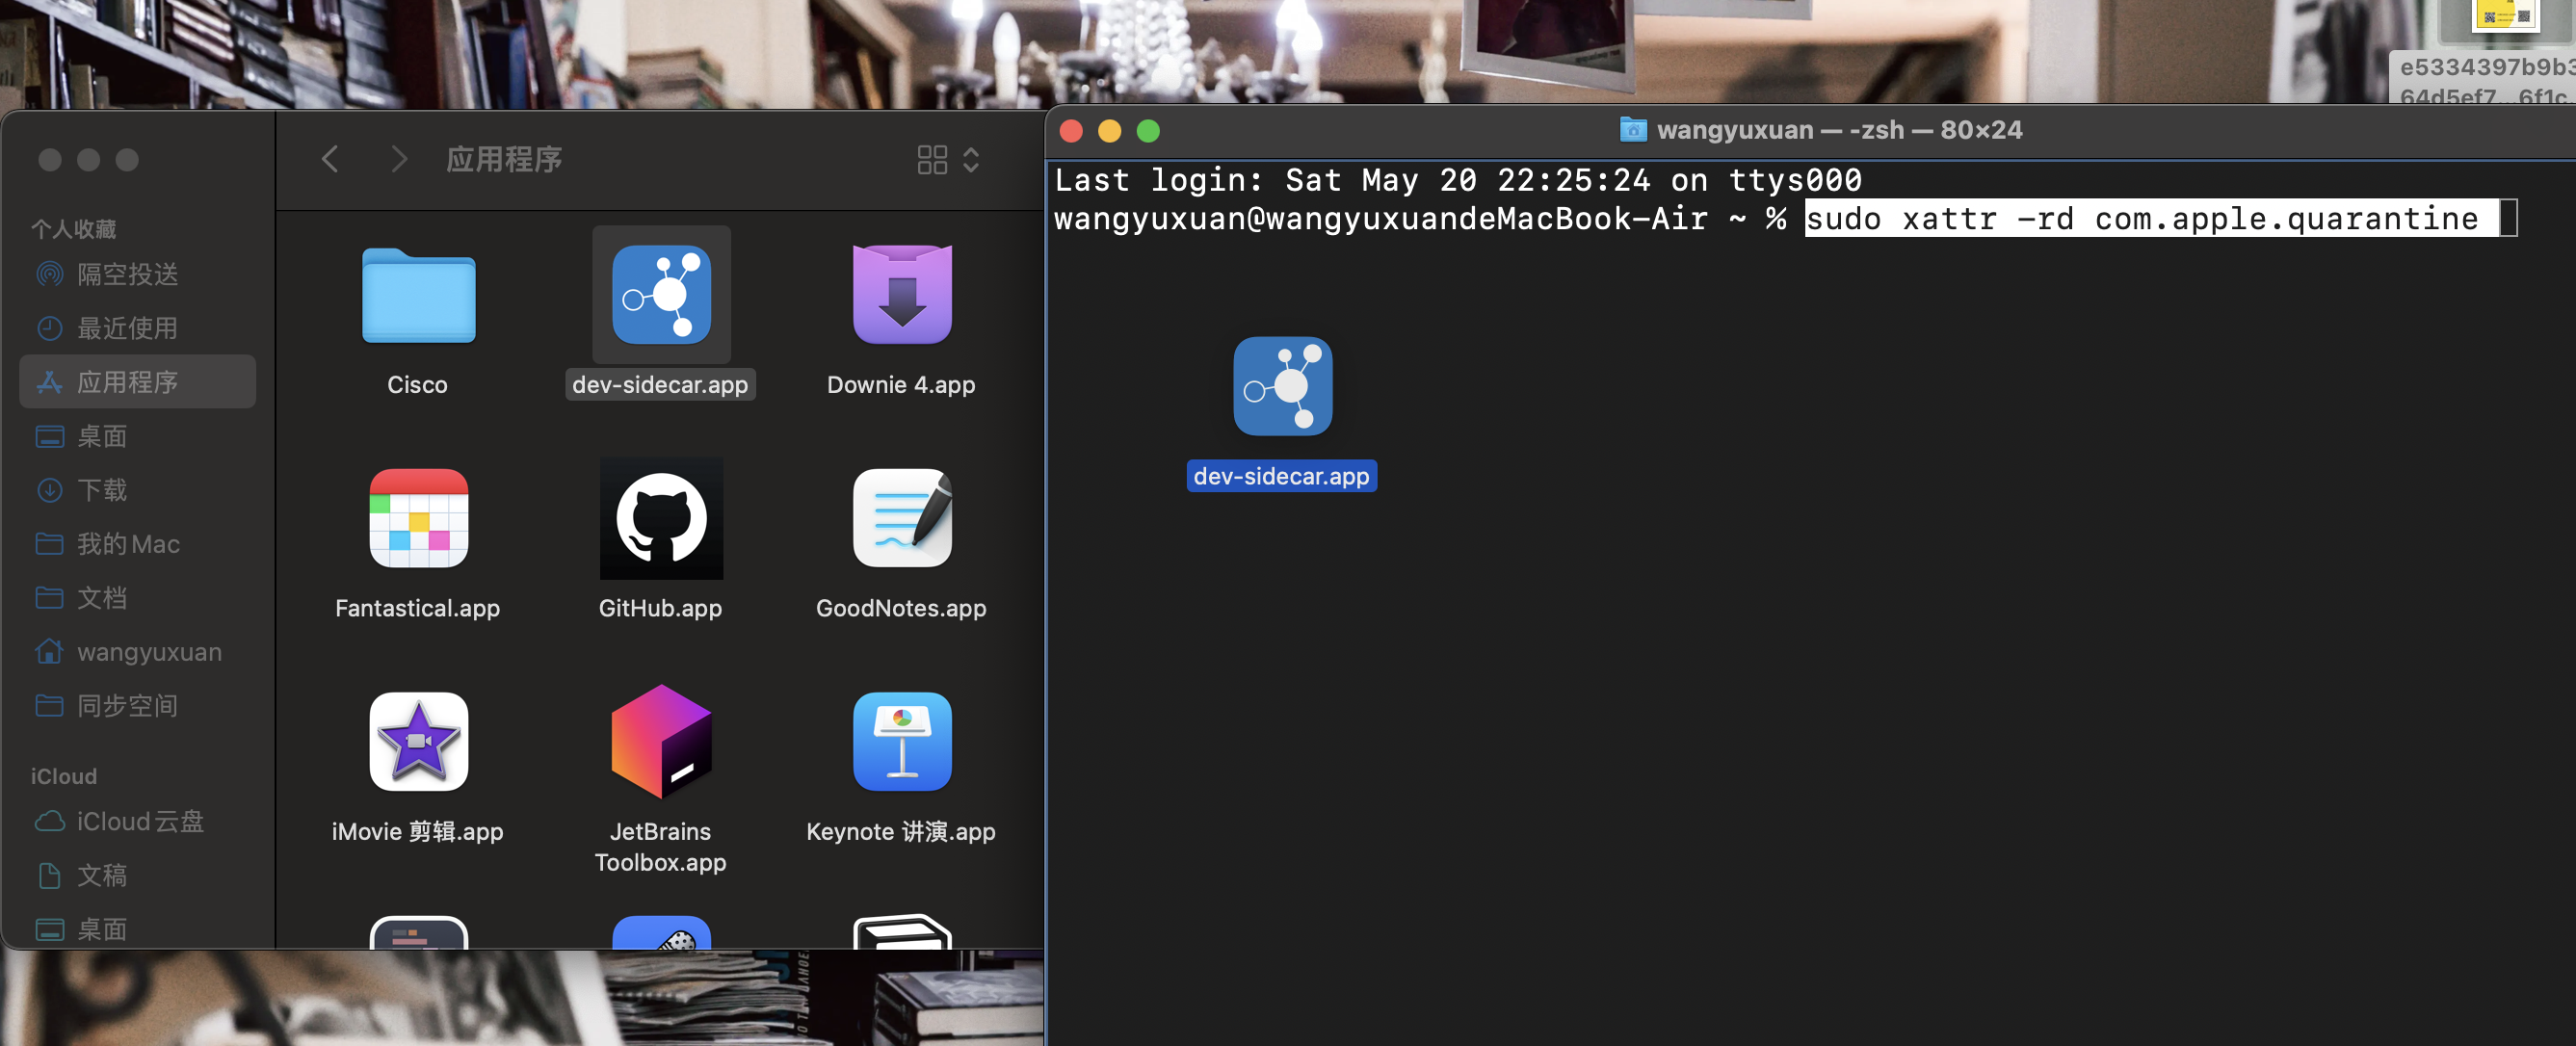 e5334397b9b3
64d5ef7...6f1c
wangyuxuan — -zsh — 80×24
应用程序
个人收藏
隔空投送
最近使用
应用程序
桌面
下载
我的 Mac
文档
wangyuxuan
同步空间
iCloud
iCloud 云盘
文稿
桌面
Cisco
dev-sidecar.app
Downie 4.app
Fantastical.app
GitHub.app
GoodNotes.app
iMovie 剪辑.app
JetBrains
Toolbox.app
Keynote 讲演.app
Last login: Sat May 20 22:25:24 on ttys000
wangyuxuan@wangyuxuandeMacBook-Air ~ % sudo xattr -rd com.apple.quarantine
dev-sidecar.app